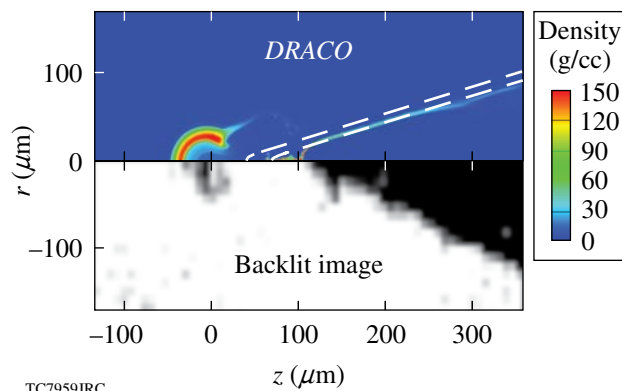 DRACO
Density
(g/cc)
150
120
90
60
30
0
100
0
−100
r (μm)
Backlit image
−100
0
100
200
300
z (μm)
TC7959JRC